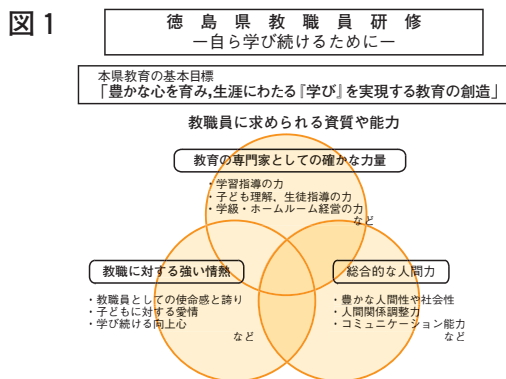 図1
徳島県教職員研修
―自ら学び続けるために―
本県教育の基本目標
「豊かな心を育み,生涯にわたる『学び』を実現する教育の創造」
教職員に求められる資質や能力
教育の専門家としての確かな力量
・学習指導の力
・子ども理解、生徒指導の力
・学級・ホームルーム経営の力
など
教職に対する強い情熱
・教職員としての使命感と誇り
・子どもに対する愛情
・学び続ける向上心
など
総合的な人間力
・豊かな人間性や社会性
・人間関係調整力
・コミュニケーション能力
など